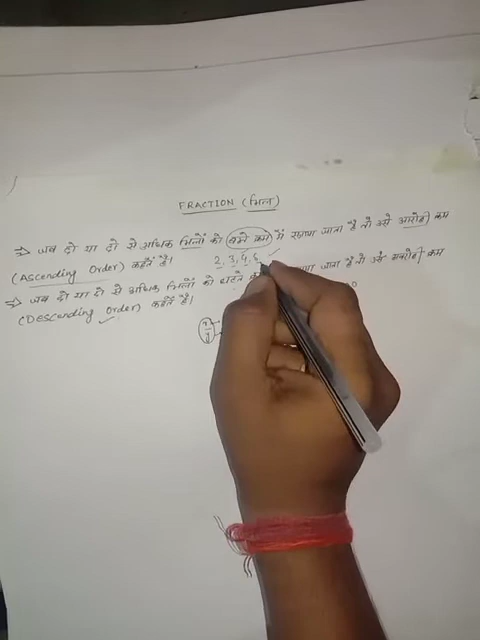 FRACTION (भिन्न)
⇒ जब दो या दो से अधिक भिन्नों को बढ़ते क्रम में रखा जाता है तो उसे आरोही क्रम
(Ascending Order) कहते हैं।
2, 3, 4, 6 ✓
⇒ जब दो या दो से अधिक भिन्नों को घटते जाता है तो उसे अवरोही क्रम
(Descending Order) कहते हैं। ✓
x/y